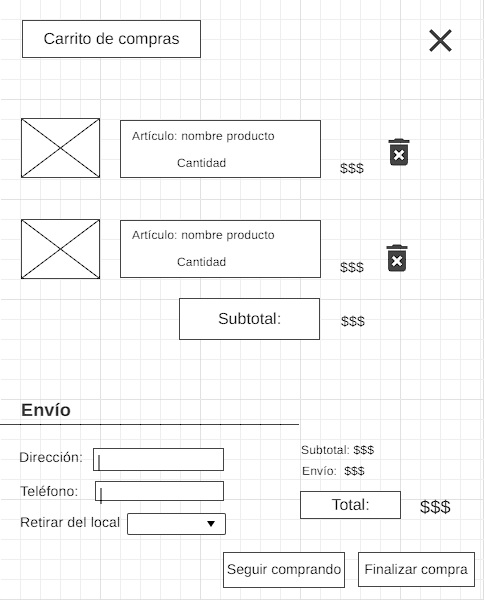 Carrito de compras
Artículo: nombre producto
Cantidad
$$$
Artículo: nombre producto
Cantidad
$$$
Subtotal:
$$$
Envío
Dirección:
Teléfono:
Retirar del local
Subtotal: $$$
Envío: $$$
Total:
$$$
Seguir comprando
Finalizar compra